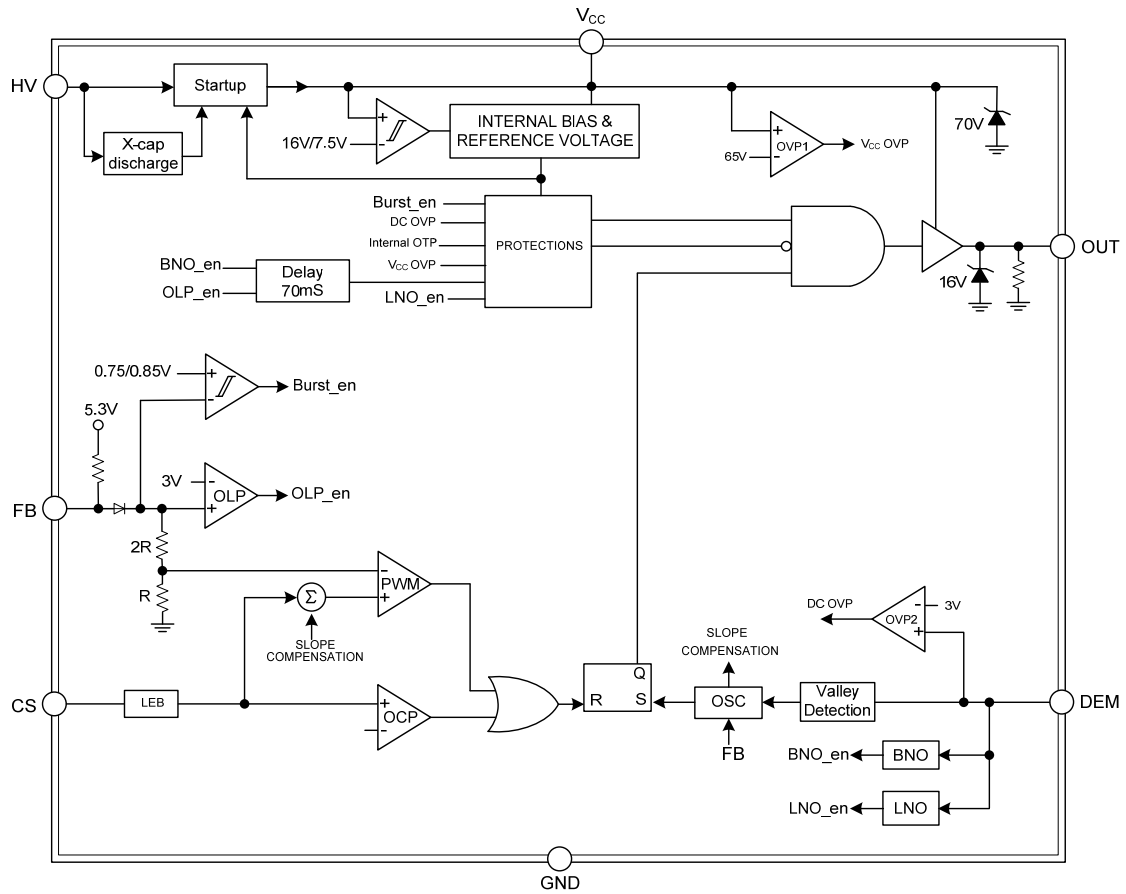 V_CC
HV
Startup
X-cap
discharge
16V/7.5V
+
-
INTERNAL BIAS &
REFERENCE VOLTAGE
65V
+
-
OVP1
V_CC OVP
70V
Burst_en
DC OVP
Internal OTP
V_CC OVP
LNO_en
PROTECTIONS
BNO_en
OLP_en
Delay
70mS
16V
OUT
0.75/0.85V
+
-
Burst_en
5.3V
3V
-
+
OLP
OLP_en
FB
2R
R
Σ
SLOPE
COMPENSATION
-
+
PWM
CS
LEB
+
-
OCP
R
Q
S
SLOPE
COMPENSATION
OSC
FB
Valley
Detection
DC OVP
OVP2
-
+
3V
DEM
BNO_en
BNO
LNO_en
LNO
GND